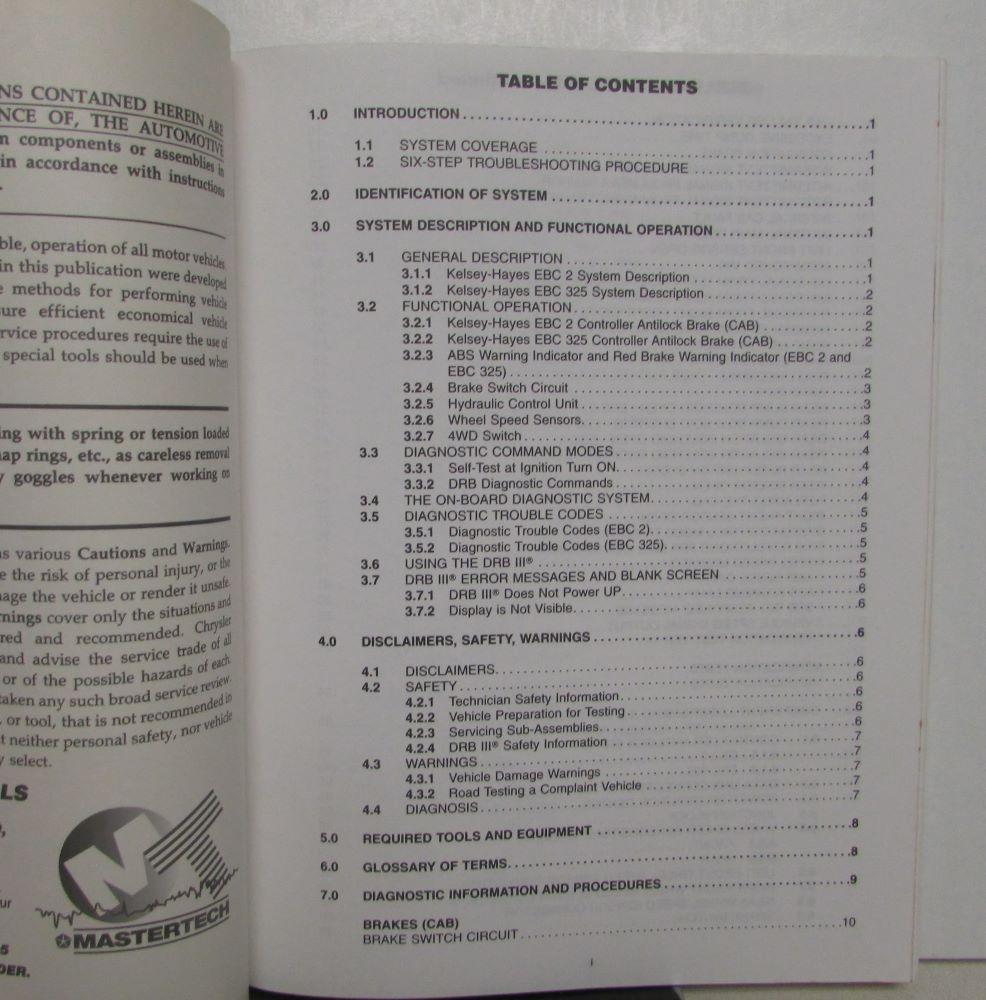 NS CONTAINED HEREIN ARE
NCE OF, THE AUTOMOTIVE
n components or assemblies in
in accordance with instructions
ble, operation of all motor vehicles
in this publication were developed
e methods for performing vehicle
ure efficient economical vehicle
rvice procedures require the use of
special tools should be used when
ing with spring or tension loaded
nap rings, etc., as careless removal
y goggles whenever working on
ns various Cautions and Warnings.
e the risk of personal injury, or the
nage the vehicle or render it unsafe.
rnings cover only the situations and
red and recommended. Chrysler
and advise the service trade of all
or of the possible hazards of each.
taken any such broad service review.
, or tool, that is not recommended in
t neither personal safety, nor vehicle
y select.
LS
ur
5
DER.
MASTERTECH
TABLE OF CONTENTS
1.0 INTRODUCTION 1
1.1 SYSTEM COVERAGE 1
1.2 SIX-STEP TROUBLESHOOTING PROCEDURE 1
2.0 IDENTIFICATION OF SYSTEM 1
3.0 SYSTEM DESCRIPTION AND FUNCTIONAL OPERATION 1
3.1 GENERAL DESCRIPTION 1
3.1.1 Kelsey-Hayes EBC 2 System Description 1
3.1.2 Kelsey-Hayes EBC 325 System Description 2
3.2 FUNCTIONAL OPERATION 2
3.2.1 Kelsey-Hayes EBC 2 Controller Antilock Brake (CAB) 2
3.2.2 Kelsey-Hayes EBC 325 Controller Antilock Brake (CAB) 2
3.2.3 ABS Warning Indicator and Red Brake Warning Indicator (EBC 2 and
EBC 325) 2
3.2.4 Brake Switch Circuit 3
3.2.5 Hydraulic Control Unit 3
3.2.6 Wheel Speed Sensors 3
3.2.7 4WD Switch 4
3.3 DIAGNOSTIC COMMAND MODES 4
3.3.1 Self-Test at Ignition Turn ON 4
3.3.2 DRB Diagnostic Commands 4
3.4 THE ON-BOARD DIAGNOSTIC SYSTEM 4
3.5 DIAGNOSTIC TROUBLE CODES 5
3.5.1 Diagnostic Trouble Codes (EBC 2) 5
3.5.2 Diagnostic Trouble Codes (EBC 325) 5
3.6 USING THE DRB III® 5
3.7 DRB III® ERROR MESSAGES AND BLANK SCREEN 5
3.7.1 DRB III® Does Not Power UP 6
3.7.2 Display is Not Visible 6
4.0 DISCLAIMERS, SAFETY, WARNINGS 6
4.1 DISCLAIMERS 6
4.2 SAFETY 6
4.2.1 Technician Safety Information 6
4.2.2 Vehicle Preparation for Testing 6
4.2.3 Servicing Sub-Assemblies 6
4.2.4 DRB III® Safety Information 7
4.3 WARNINGS 7
4.3.1 Vehicle Damage Warnings 7
4.3.2 Road Testing a Complaint Vehicle 7
4.4 DIAGNOSIS 7
5.0 REQUIRED TOOLS AND EQUIPMENT 8
6.0 GLOSSARY OF TERMS 8
7.0 DIAGNOSTIC INFORMATION AND PROCEDURES 9
BRAKES (CAB)
BRAKE SWITCH CIRCUIT 10
i